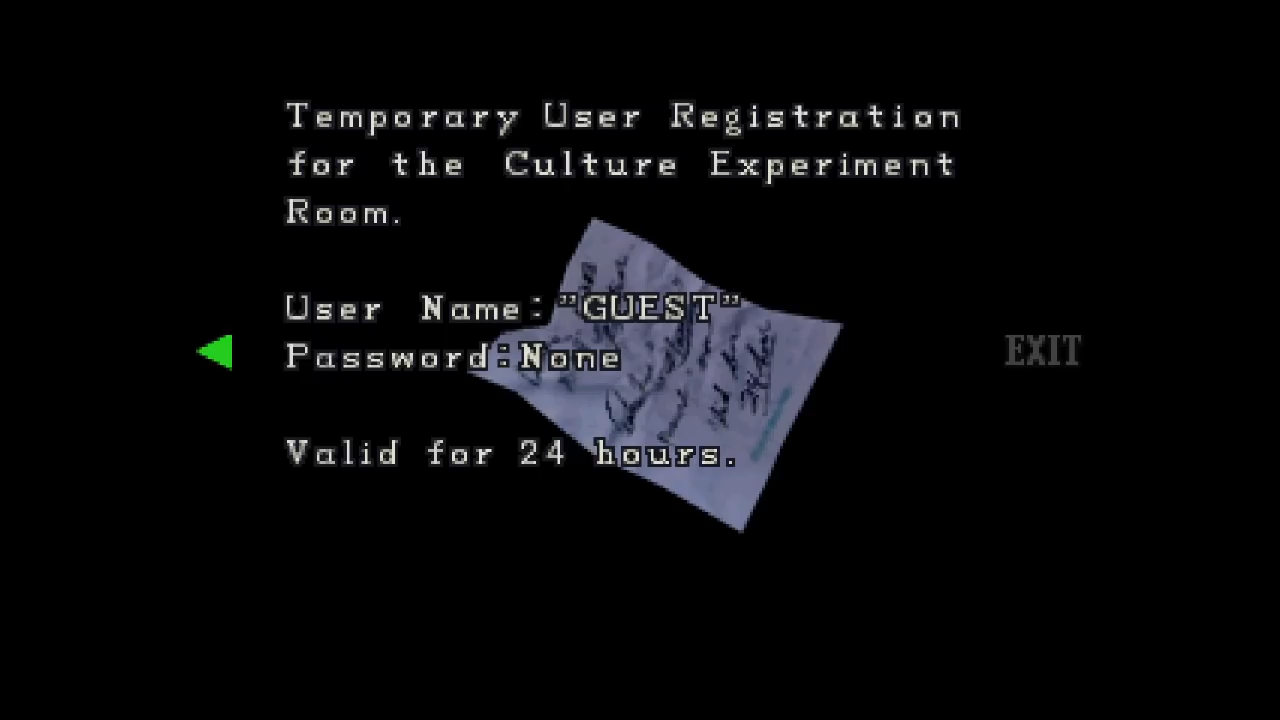 Temporary User Registration
for the Culture Experiment
Room.
User Name:"GUEST"
Password:None
EXIT
Valid for 24 hours.